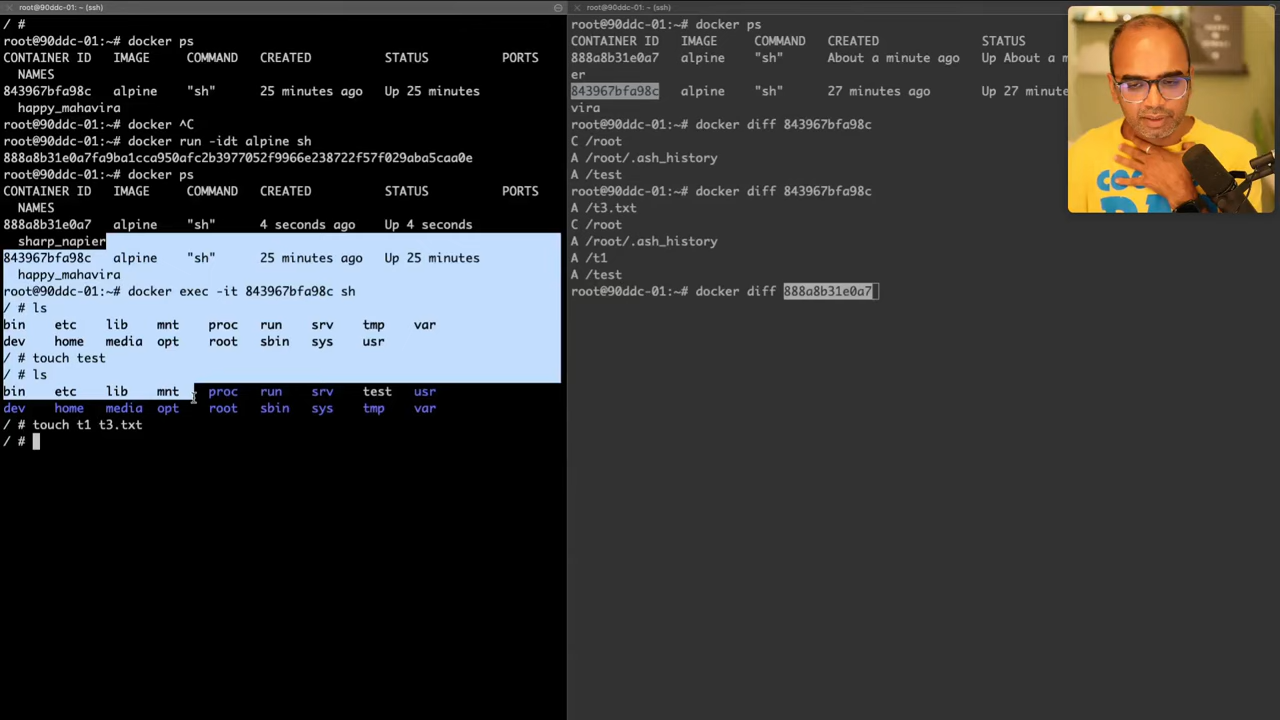 root@90ddc-01: ~ (ssh)
/ #
root@90ddc-01:~# docker ps
CONTAINER ID IMAGE COMMAND CREATED STATUS PORTS
NAMES
843967bfa98c alpine "sh" 25 minutes ago Up 25 minutes
happy_mahavira
root@90ddc-01:~# docker ^C
root@90ddc-01:~# docker run -idt alpine sh
888a8b31e0a7fa9ba1cca950afc2b3977052f9966e238722f57f029aba5caa0e
root@90ddc-01:~# docker ps
CONTAINER ID IMAGE COMMAND CREATED STATUS PORTS
NAMES
888a8b31e0a7 alpine "sh" 4 seconds ago Up 4 seconds
sharp_napier
843967bfa98c alpine "sh" 25 minutes ago Up 25 minutes
happy_mahavira
root@90ddc-01:~# docker exec -it 843967bfa98c sh
/ # ls
bin etc lib mnt proc run srv tmp var
dev home media opt root sbin sys usr
/ # touch test
/ # ls
bin etc lib mnt proc run srv test usr
dev home media opt root sbin sys tmp var
/ # touch t1 t3.txt
/ #
root@90ddc-01: ~ (ssh)
root@90ddc-01:~# docker ps
CONTAINER ID IMAGE COMMAND CREATED STATUS
888a8b31e0a7 alpine "sh" About a minute ago Up About a m
er
843967bfa98c alpine "sh" 27 minutes ago Up 27 minute
vira
root@90ddc-01:~# docker diff 843967bfa98c
C /root
A /root/.ash_history
A /test
root@90ddc-01:~# docker diff 843967bfa98c
A /t3.txt
C /root
A /root/.ash_history
A /t1
A /test
root@90ddc-01:~# docker diff 888a8b31e0a7